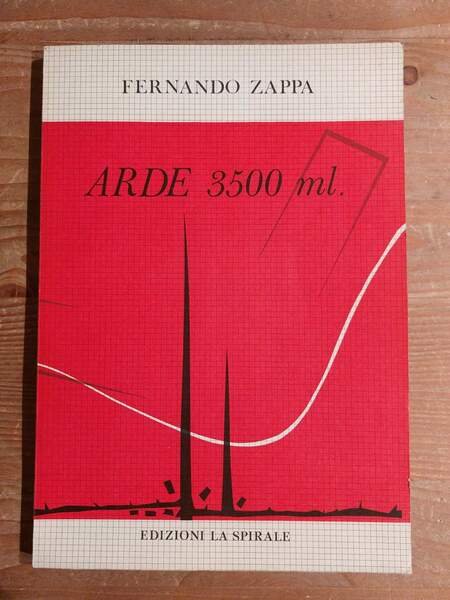 FERNANDO ZAPPA
ARDE 3500 ml.
EDIZIONI LA SPIRALE